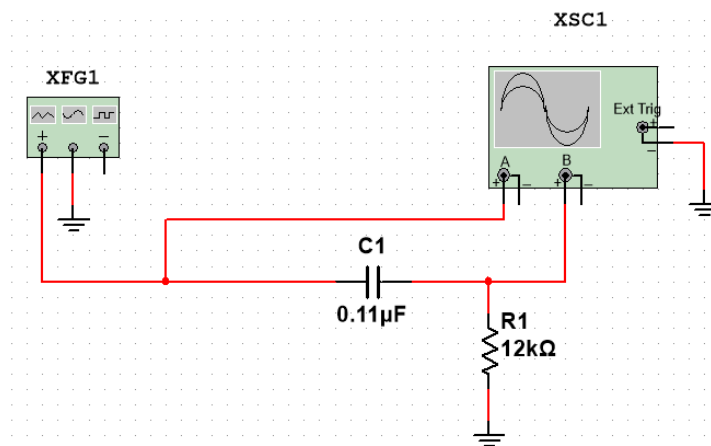 XSC1
XFG1
Ext Trig
+
−
A
B
+
−
+
−
+
−
C1
0.11µF
R1
12kΩ